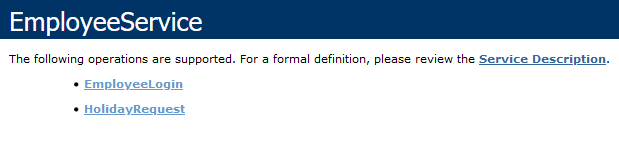 EmployeeService
The following operations are supported. For a formal definition, please review the Service Description.
• EmployeeLogin
• HolidayRequest